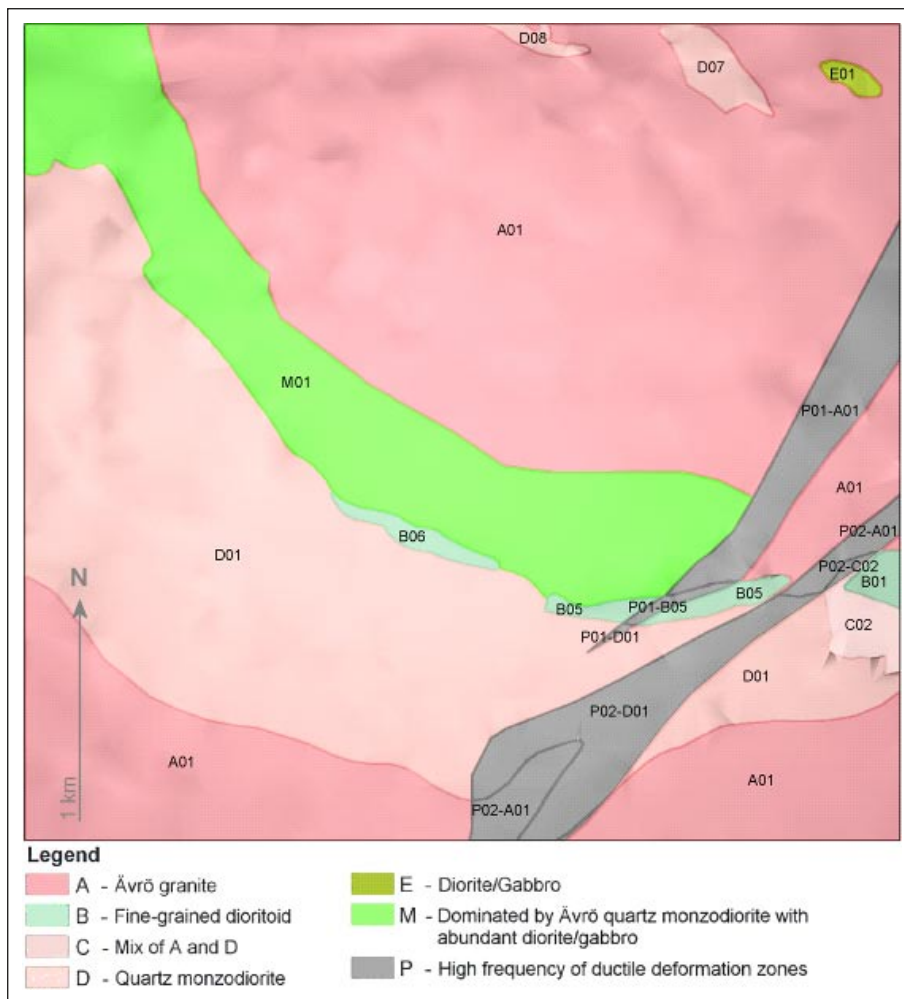 D08
D07
E01
A01
M01
P01-A01
A01
P02-A01
B06
D01
P02-C02
B01
N
B05
P01-B05
B05
C02
P01-D01
D01
P02-D01
A01
A01
P02-A01
1 km
Legend
A - Ävrö granite
B - Fine-grained dioritoid
C - Mix of A and D
D - Quartz monzodiorite
E - Diorite/Gabbro
M - Dominated by Ävrö quartz monzodiorite with
abundant diorite/gabbro
P - High frequency of ductile deformation zones